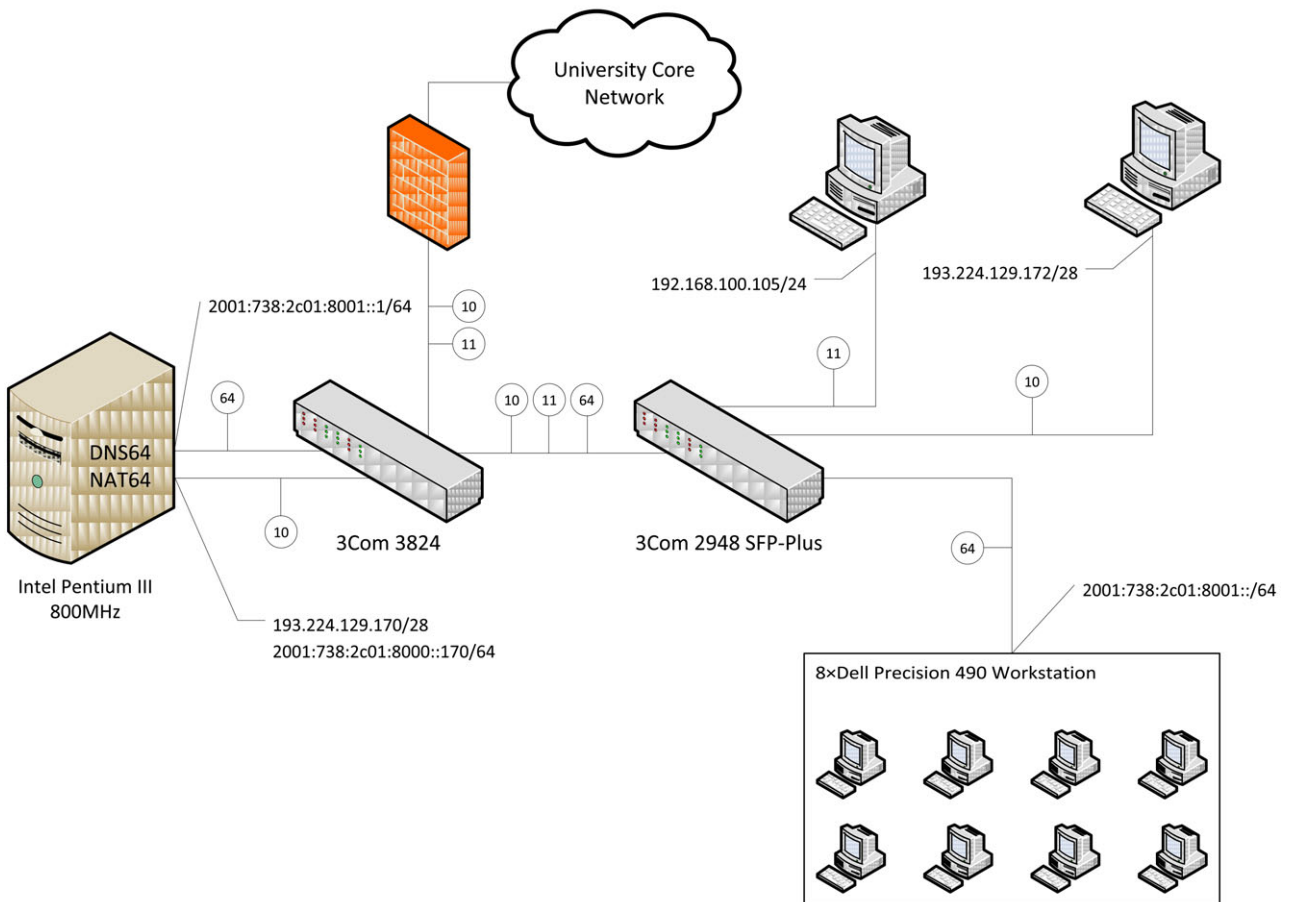 University Core
Network
192.168.100.105/24
193.224.129.172/28
2001:738:2c01:8001::1/64
10
11
11
64
10
11
64
10
DNS64
NAT64
10
3Com 3824
3Com 2948 SFP-Plus
64
Intel Pentium III
800MHz
2001:738:2c01:8001::/64
193.224.129.170/28
2001:738:2c01:8000::170/64
8×Dell Precision 490 Workstation